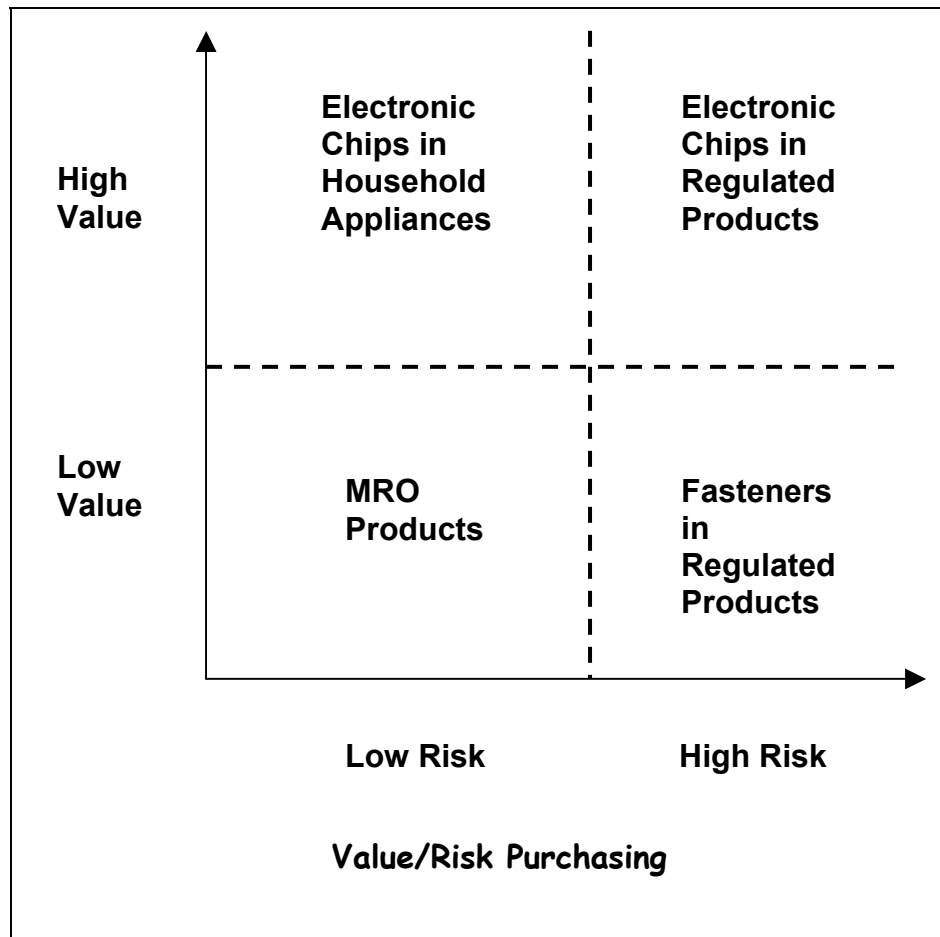 Electronic
Chips in
Household
Appliances
Electronic
Chips in
Regulated
Products
High
Value
Low
Value
MRO
Products
Fasteners
in
Regulated
Products
Low Risk
High Risk
Value/Risk Purchasing